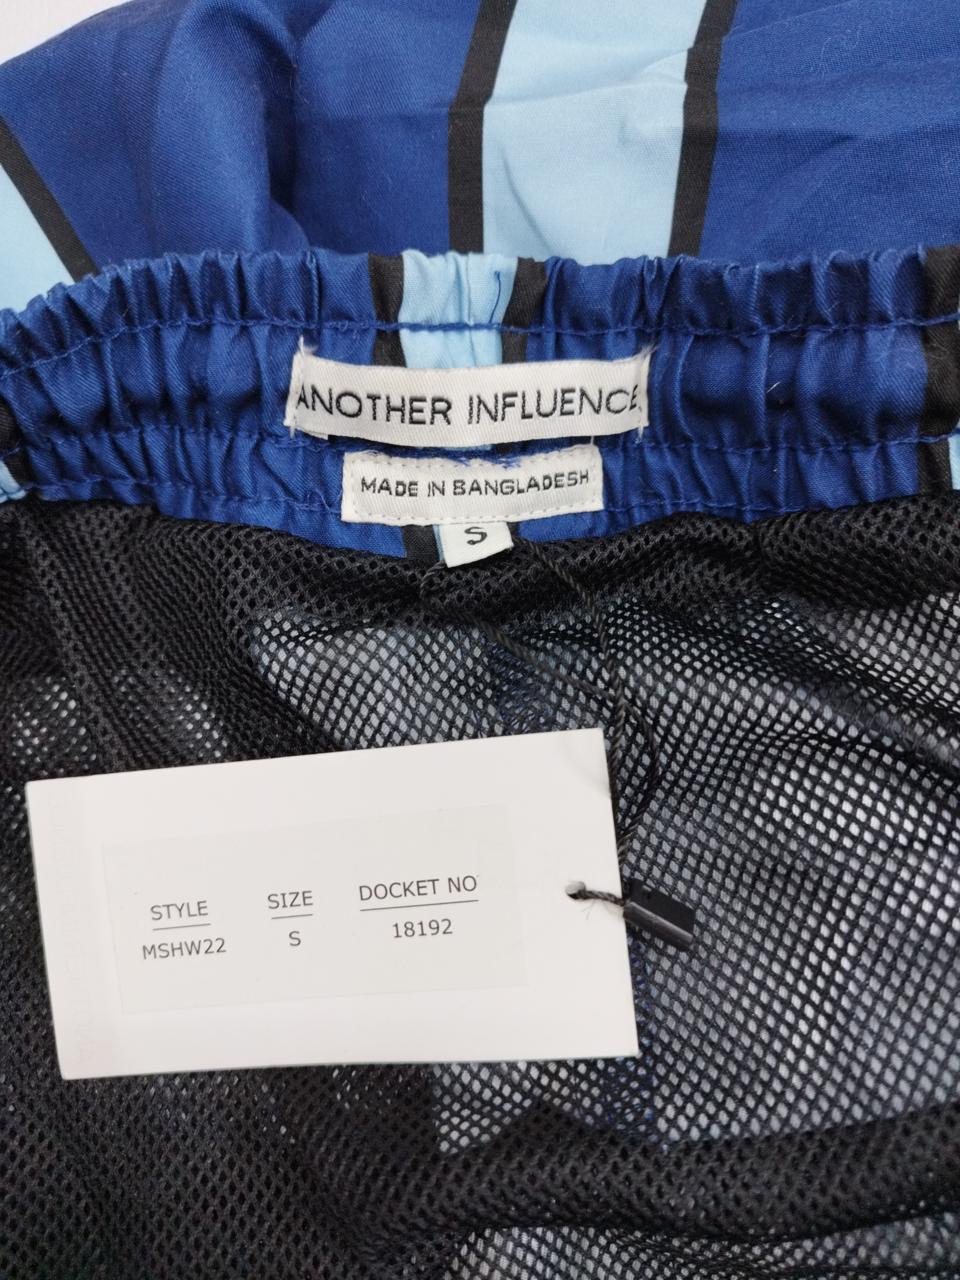 ANOTHER INFLUENCE
MADE IN BANGLADESH
S
STYLE SIZE DOCKET NO
MSHW22 S 18192